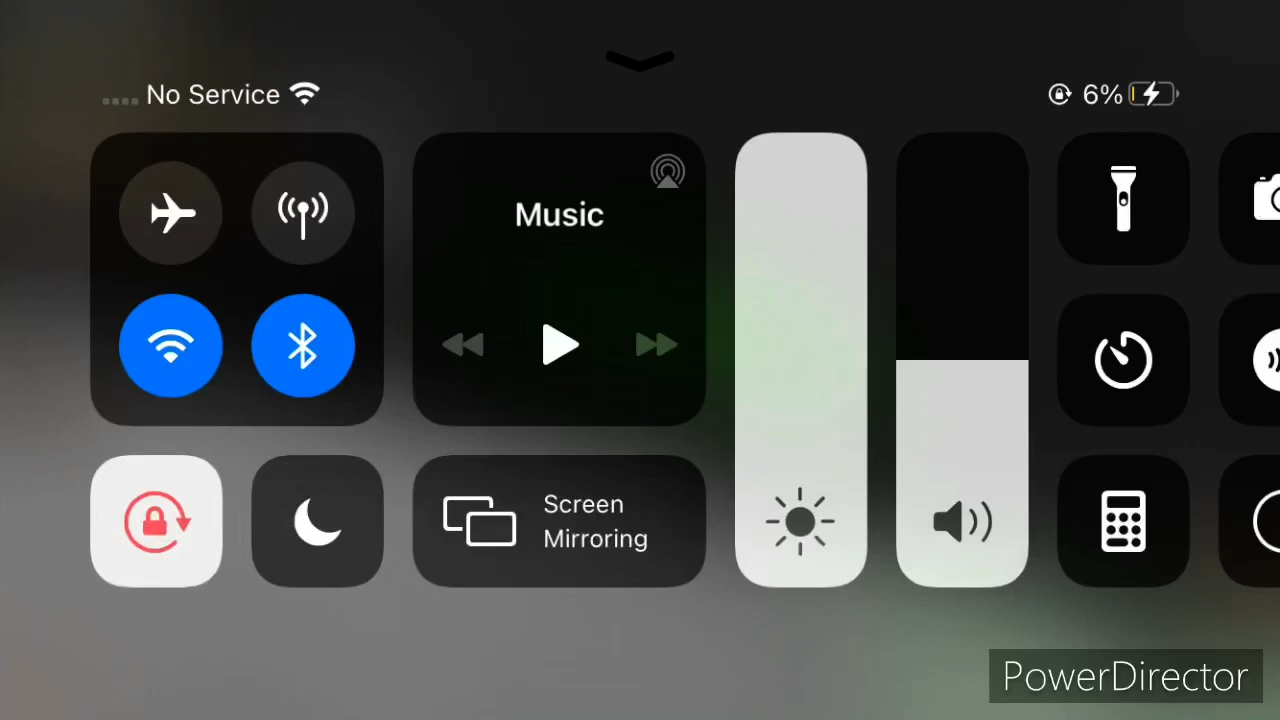 No Service
6%
Music
Screen
Mirroring
PowerDirector